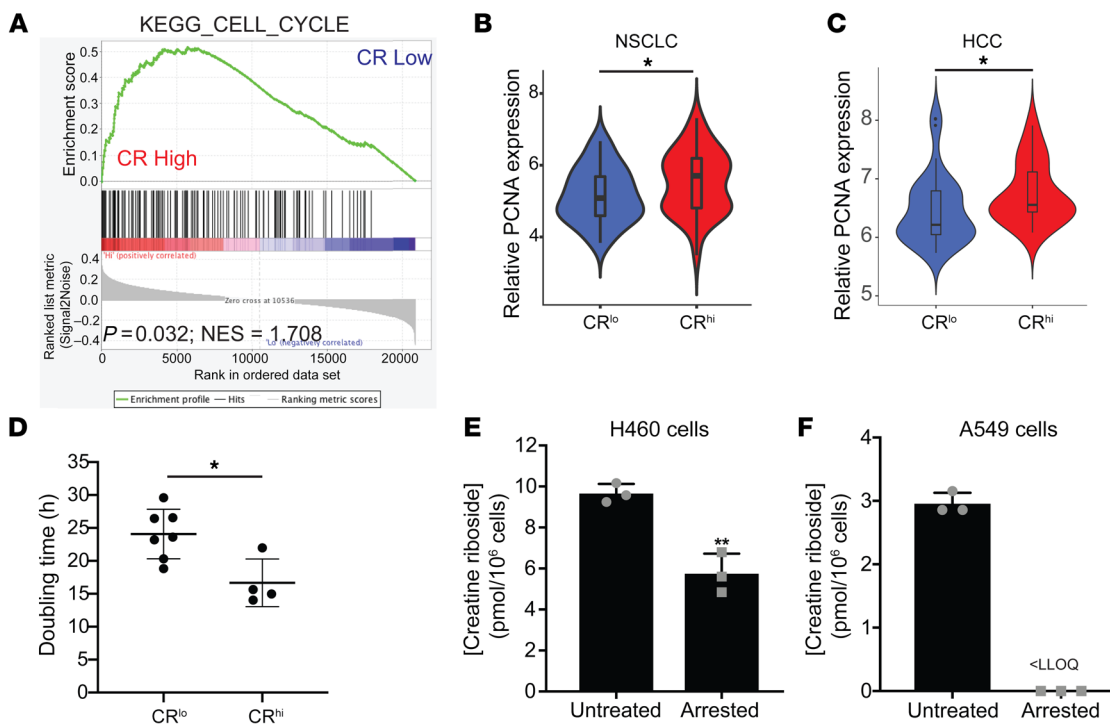 A
KEGG_CELL_CYCLE
Enrichment score
0.5
0.4
0.3
0.2
0.1
0.0
CR Low
CR High
'Hi' (positively correlated)
Ranked list metric
(Signal2Noise)
0.4
0.2
0.0
−0.2
−0.4
Zero cross at 10536
P = 0.032; NES = 1.708
'Lo' (negatively correlated)
0
5000
10000
15000
20000
Rank in ordered data set
Enrichment profile
Hits
Ranking metric scores
B
NSCLC
*
Relative PCNA expression
8
6
4
CRlo
CRhi
C
HCC
*
Relative PCNA expression
8
7
6
5
CRlo
CRhi
D
*
Doubling time (h)
35
30
25
20
15
10
5
0
CRlo
CRhi
E
H460 cells
[Creatine riboside]
(pmol/10⁶ cells)
12
10
8
6
4
2
0
**
Untreated
Arrested
F
A549 cells
[Creatine riboside]
(pmol/10⁶ cells)
4
3
2
1
0
<LLOQ
Untreated
Arrested